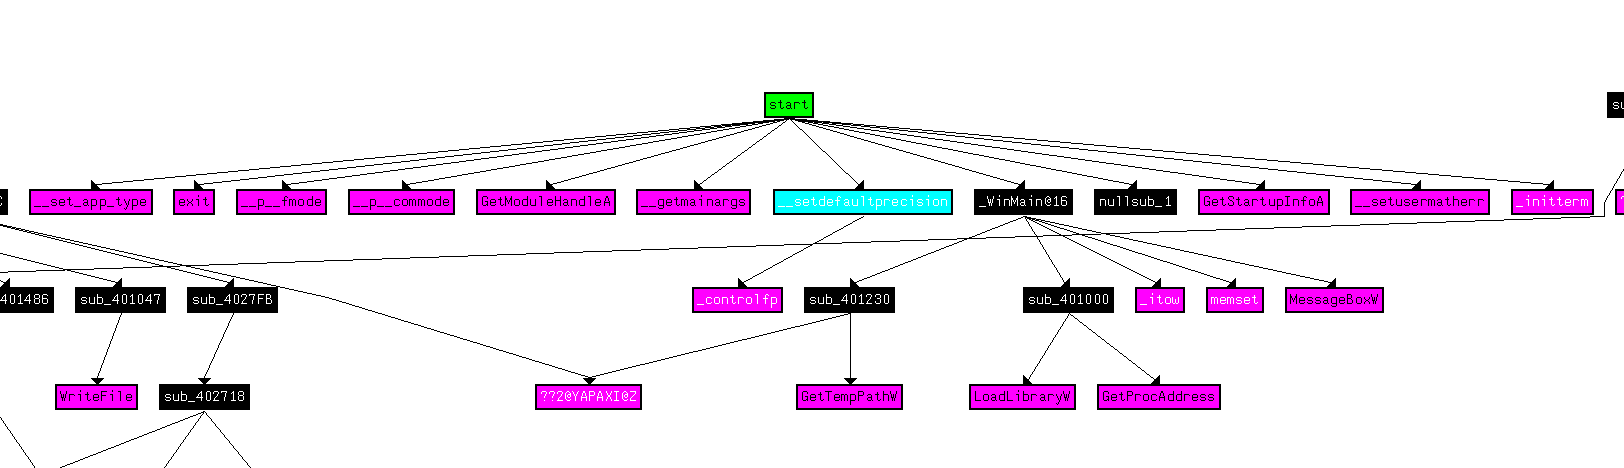 start
su
C
__set_app_type
exit
__p__fmode
__p__commode
GetModuleHandleA
__getmainargs
__setdefaultprecision
_WinMain@16
nullsub_1
GetStartupInfoA
__setusermatherr
_initterm
401486
sub_401047
sub_4027FB
_controlfp
sub_401230
sub_401000
_itow
memset
MessageBoxW
WriteFile
sub_402718
??2@YAPAXI@Z
GetTempPathW
LoadLibraryW
GetProcAddress